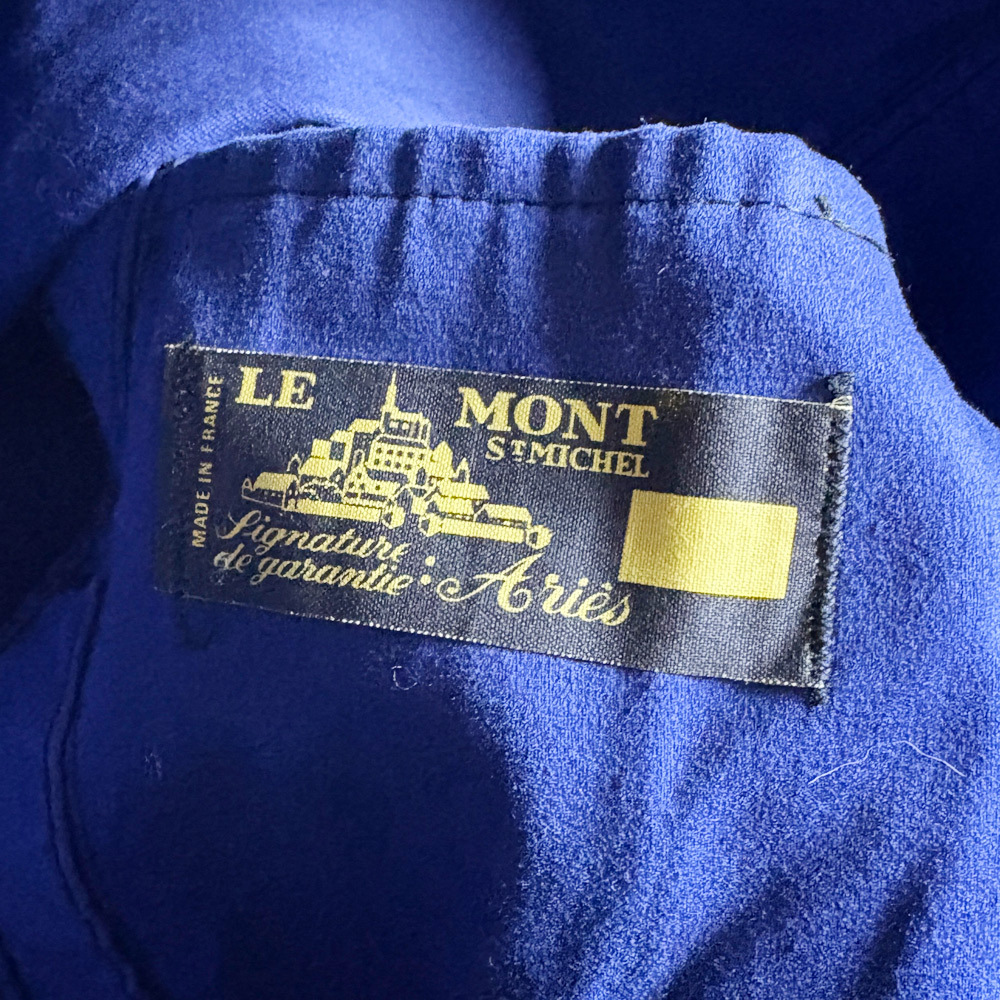 MADE IN FRANCE
LE MONT
ST MICHEL
Signature
de garantie : Ariès